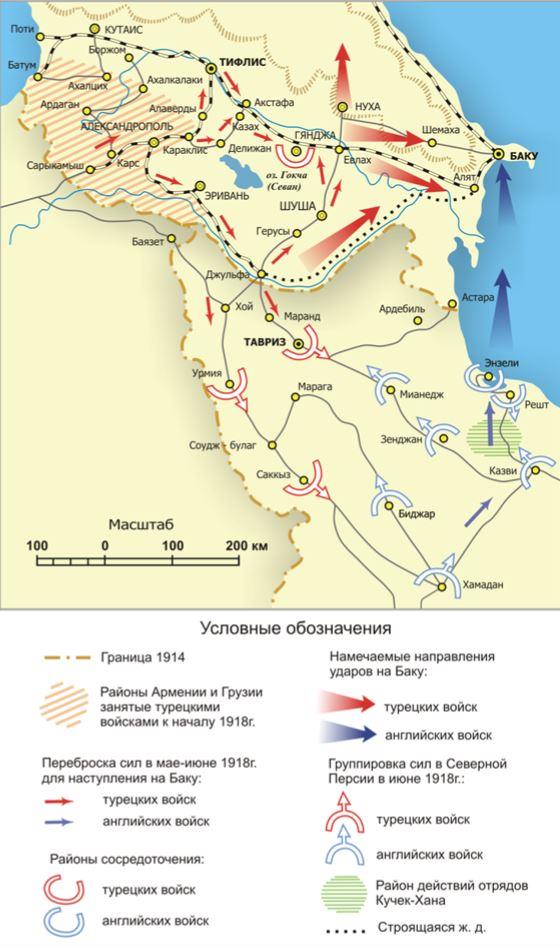 Поти
КУТАИС
Боржом
ТИФЛИС
Батум
Ахалцих
Ахалкалаки
Ардаган
Алаверды
Акстафа
НУХА
АЛЕКСАНДРОПОЛЬ
Казах
ГЯНДЖА
Шемаха
Караклис
Делижан
Евлах
БАКУ
Сарыкамыш
Карс
оз. Гокча
(Севан)
Алят
ЭРИВАНЬ
ШУША
Герусы
Баязет
Джульфа
Хой
Маранд
Ардебиль
Астара
ТАВРИЗ
Энзели
Урмия
Марага
Мианедж
Решт
Соудж - булаг
Зенджан
Саккыз
Казви
Биджар
Хамадан
Масштаб
100 0 100 200 км
Условные обозначения
Граница 1914
Районы Армении и Грузии
занятые турецкими
войсками к началу 1918г.
Переброска сил в мае-июне 1918г.
для наступления на Баку:
турецких войск
английских войск
Районы сосредоточения:
турецких войск
английских войск
Намечаемые направления
ударов на Баку:
турецких войск
английских войск
Группировка сил в Северной
Персии в июне 1918г.:
турецких войск
английских войск
Район действий отрядов
Кучек-Хана
Строящаяся ж. д.